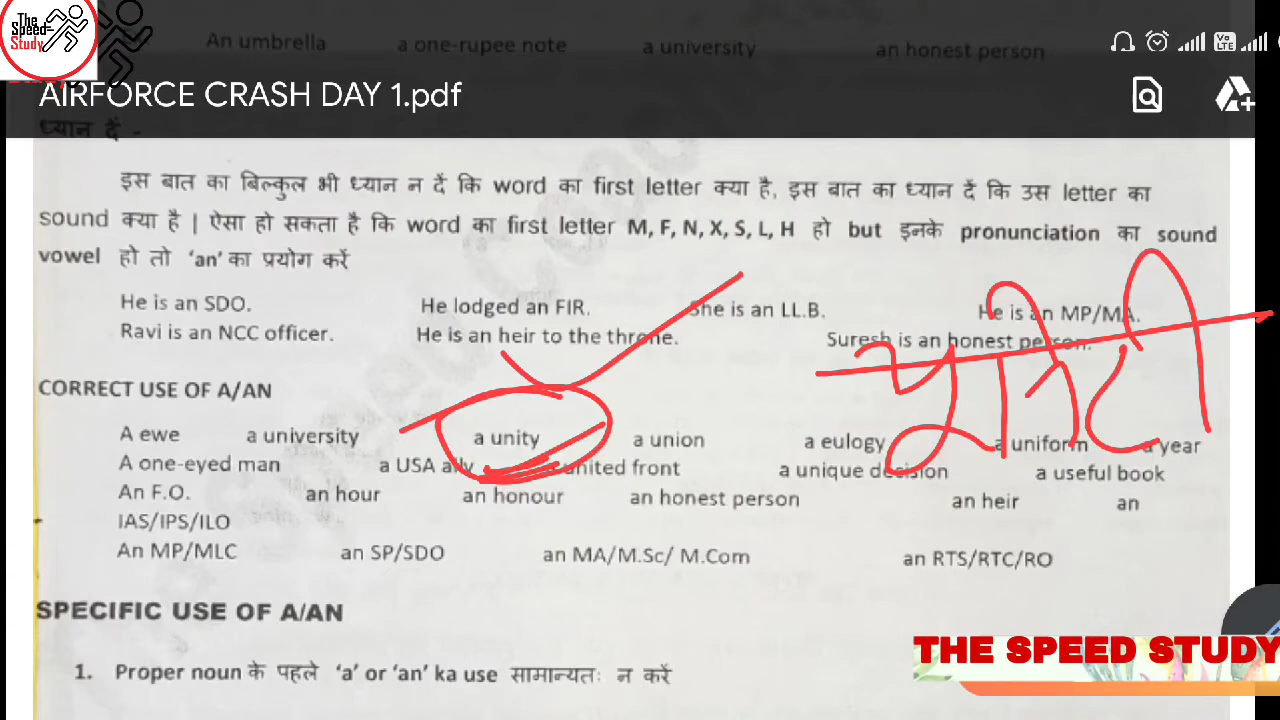 The
Speed
Study
An umbrella a one-rupee note a university an honest person
AIRFORCE CRASH DAY 1.pdf
ध्यान दें -
इस बात का बिल्कुल भी ध्यान न दें कि word का first letter क्या है, इस बात का ध्यान दें कि उस letter का
sound क्या है | ऐसा हो सकता है कि word का first letter M, F, N, X, S, L, H हो but इनके pronunciation का sound
vowel हो तो 'an' का प्रयोग करें
He is an SDO. He lodged an FIR. She is an LL.B. He is an MP/MA.
Ravi is an NCC officer. He is an heir to the throne. Suresh is an honest person.
CORRECT USE OF A/AN
A ewe a university a unity a union a eulogy a uniform a year
A one-eyed man a USA ally united front a unique decision a useful book
An F.O. an hour an honour an honest person an heir an
IAS/IPS/ILO
An MP/MLC an SP/SDO an MA/M.Sc/ M.Com an RTS/RTC/RO
SPECIFIC USE OF A/AN
1. Proper noun के पहले 'a' or 'an' ka use सामान्यतः न करें
THE SPEED STUDY